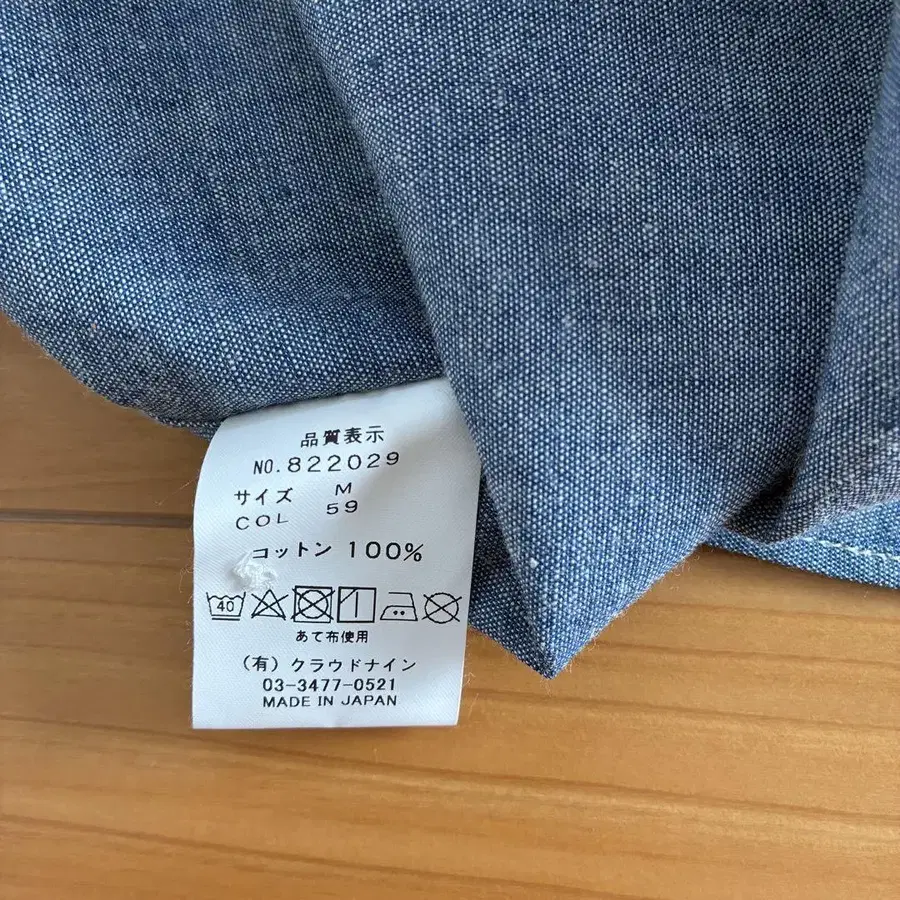 品質表示
NO.822029
サイズ M
COL 59
コットン 100%
40
あて布使用
(有) クラウドナイン
03-3477-0521
MADE IN JAPAN